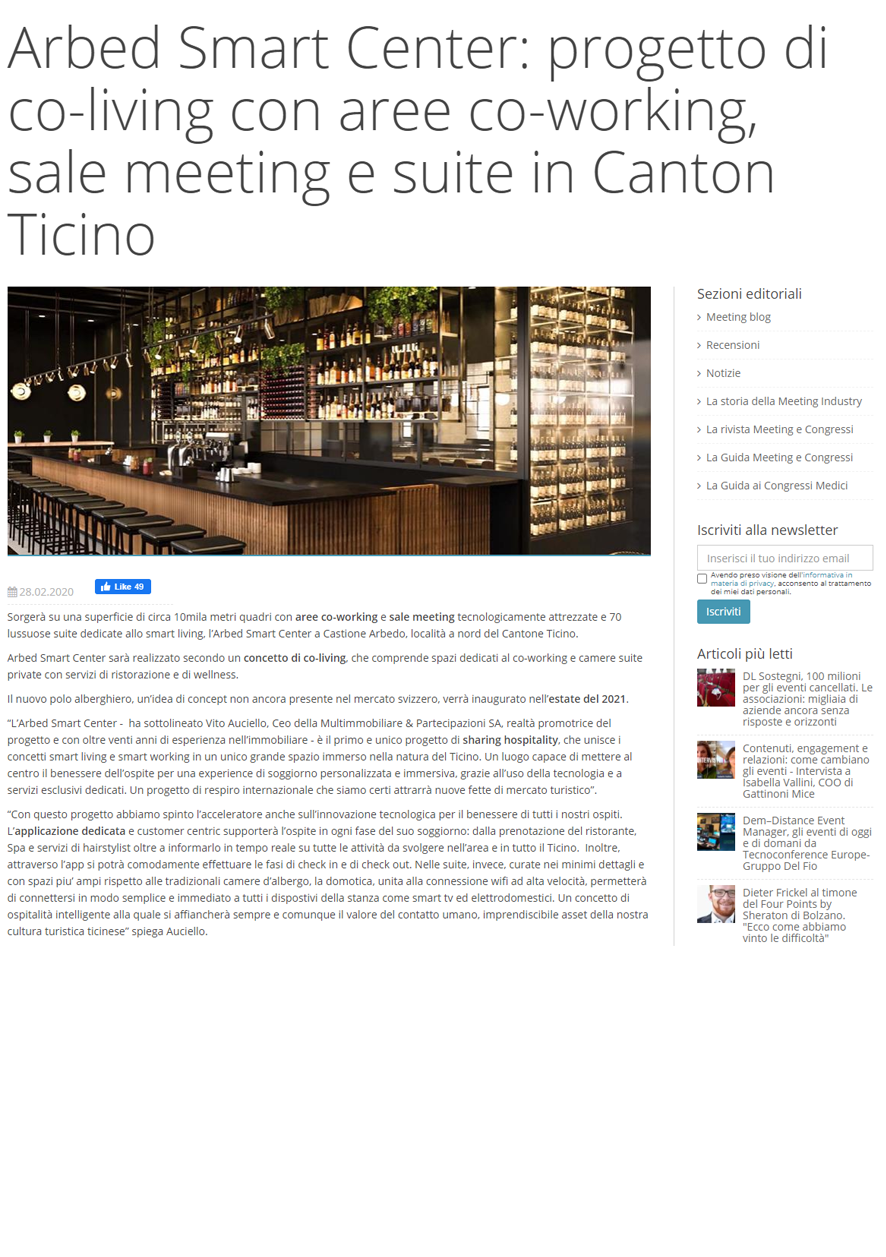 Arbed Smart Center: progetto di
co-living con aree co-working,
sale meeting e suite in Canton
Ticino
28.02.2020
Like 49
Sorgerà su una superficie di circa 10mila metri quadri con aree co-working e sale meeting tecnologicamente attrezzate e 70
lussuose suite dedicate allo smart living, l'Arbed Smart Center a Castione Arbedo, località a nord del Cantone Ticino.
Arbed Smart Center sarà realizzato secondo un concetto di co-living, che comprende spazi dedicati al co-working e camere suite
private con servizi di ristorazione e di wellness.
Il nuovo polo alberghiero, un'idea di concept non ancora presente nel mercato svizzero, verrà inaugurato nell'estate del 2021.
“L'Arbed Smart Center -  ha sottolineato Vito Auciello, Ceo della Multimmobiliare & Partecipazioni SA, realtà promotrice del
progetto e con oltre venti anni di esperienza nell'immobiliare - è il primo e unico progetto di sharing hospitality, che unisce i
concetti smart living e smart working in un unico grande spazio immerso nella natura del Ticino. Un luogo capace di mettere al
centro il benessere dell'ospite per una experience di soggiorno personalizzata e immersiva, grazie all'uso della tecnologia e a
servizi esclusivi dedicati. Un progetto di respiro internazionale che siamo certi attrarrà nuove fette di mercato turistico”.
“Con questo progetto abbiamo spinto l'acceleratore anche sull'innovazione tecnologica per il benessere di tutti i nostri ospiti.
L'applicazione dedicata e customer centric supporterà l'ospite in ogni fase del suo soggiorno: dalla prenotazione del ristorante,
Spa e servizi di hairstylist oltre a informarlo in tempo reale su tutte le attività da svolgere nell'area e in tutto il Ticino.  Inoltre,
attraverso l'app si potrà comodamente effettuare le fasi di check in e di check out. Nelle suite, invece, curate nei minimi dettagli e
con spazi piu' ampi rispetto alle tradizionali camere d'albergo, la domotica, unita alla connessione wifi ad alta velocità, permetterà
di connettersi in modo semplice e immediato a tutti i dispostivi della stanza come smart tv ed elettrodomestici. Un concetto di
ospitalità intelligente alla quale si affiancherà sempre e comunque il valore del contatto umano, imprendiscibile asset della nostra
cultura turistica ticinese” spiega Auciello.
Sezioni editoriali
Meeting blog
Recensioni
Notizie
La storia della Meeting Industry
La rivista Meeting e Congressi
La Guida Meeting e Congressi
La Guida ai Congressi Medici
Iscriviti alla newsletter
Inserisci il tuo indirizzo email
Avendo preso visione dell'informativa in
materia di privacy, acconsento al trattamento
dei miei dati personali.
Iscriviti
Articoli più letti
DL Sostegni, 100 milioni
per gli eventi cancellati. Le
associazioni: migliaia di
aziende ancora senza
risposte e orizzonti
Contenuti, engagement e
relazioni: come cambiano
gli eventi - Intervista a
Isabella Vallini, COO di
Gattinoni Mice
Dem–Distance Event
Manager, gli eventi di oggi
e di domani da
Tecnoconference Europe-
Gruppo Del Fio
Dieter Frickel al timone
del Four Points by
Sheraton di Bolzano.
"Ecco come abbiamo
vinto le difficoltà"